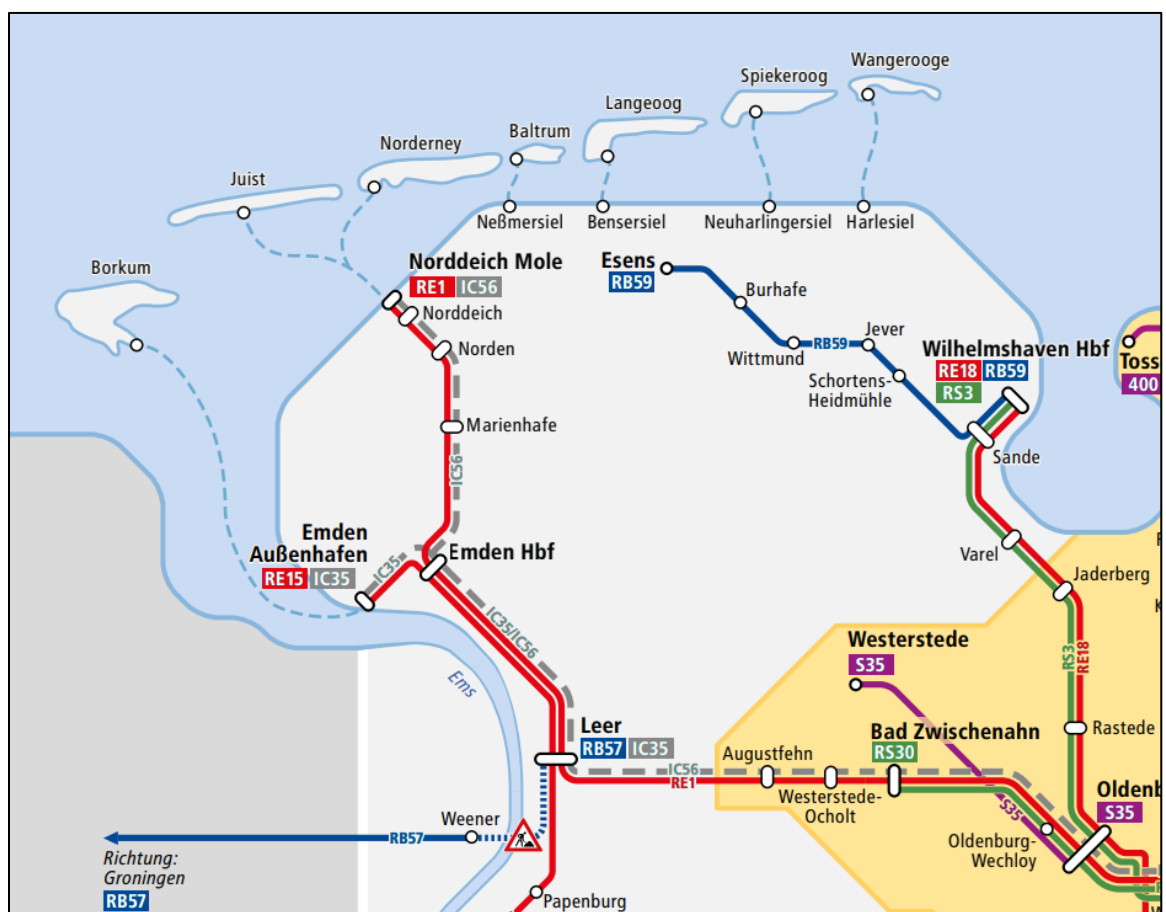 Wangerooge
Spiekeroog
Langeoog
Baltrum
Norderney
Juist
Neßmersiel
Bensersiel
Neuharlingersiel
Harlesiel
Borkum
Norddeich Mole
RE1 IC56
Norddeich
Norden
Esens
RB59
Burhafe
Wittmund
RB59
Jever
Schortens-
Heidmühle
Wilhelmshaven Hbf
RE18 RB59
RS3
Toss
400
Sande
Marienhafe
IC56
Emden
Außenhafen
RE15 IC35
IC35
Emden Hbf
IC35/IC56
Varel
Jaderberg
Westerstede
S35
RS3
RE18
Ems
Leer
RB57 IC35
IC56
RE1
Augustfehn
Bad Zwischenahn
RS30
Rastede
Westerstede-
Ocholt
S35
Oldenb
S35
Oldenburg-
Wechloy
Weener
RB57
Richtung:
Groningen
RB57
Papenburg